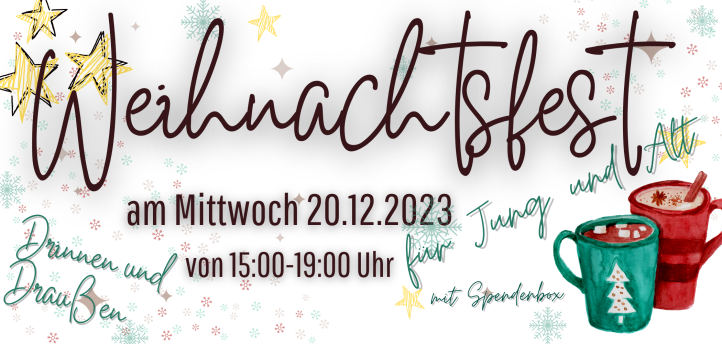 Weihnachtsfest
am Mittwoch 20.12.2023
von 15:00-19:00 Uhr
für Jung und Alt
Drinnen und
Draußen
mit Spendenbox